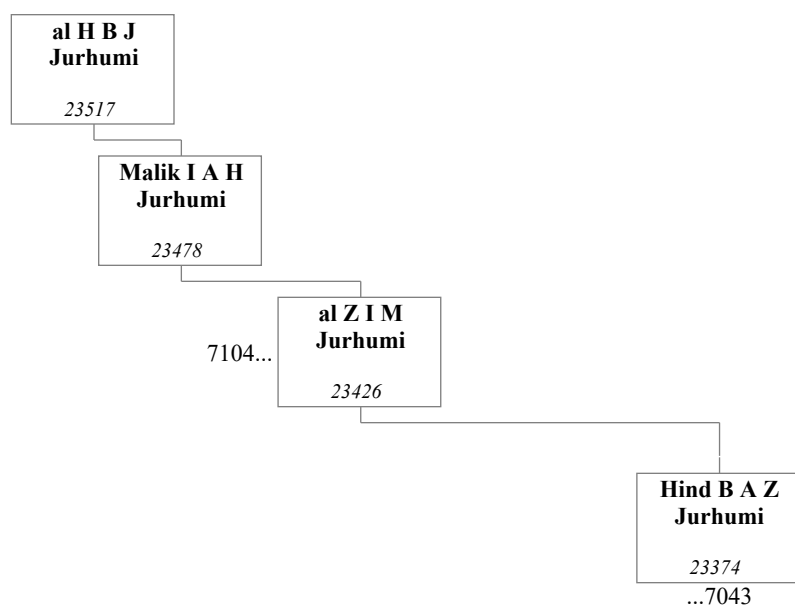 al H B J
Jurhumi
23517
Malik I A H
Jurhumi
23478
al Z I M
Jurhumi
7104...
23426
Hind B A Z
Jurhumi
23374
...7043